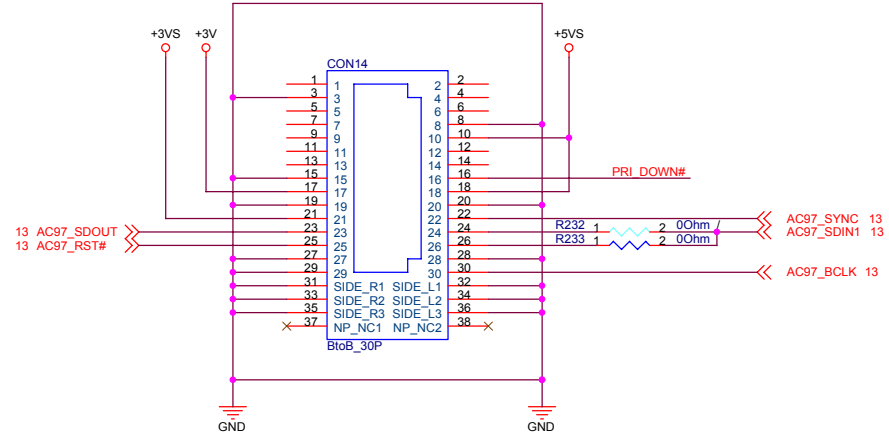 +3VS +3V +5VS
CON14
1 1 2 2
3 3 4 4
5 5 6 6
7 7 8 8
9 9 10 10
11 11 12 12
13 13 14 14
15 15 16 16 PRI_DOWN#
17 17 18 18
19 19 20 20
21 21 22 22 AC97_SYNC 13
13 AC97_SDOUT 23 23 24 24 R232 1 2 0Ohm AC97_SDIN1 13
13 AC97_RST# 25 25 26 26 R233 1 2 0Ohm
27 27 28 28
29 29 30 30 AC97_BCLK 13
31 SIDE_R1 SIDE_L1 32
33 SIDE_R2 SIDE_L2 34
35 SIDE_R3 SIDE_L3 36
37 NP_NC1 NP_NC2 38
BtoB_30P
GND GND